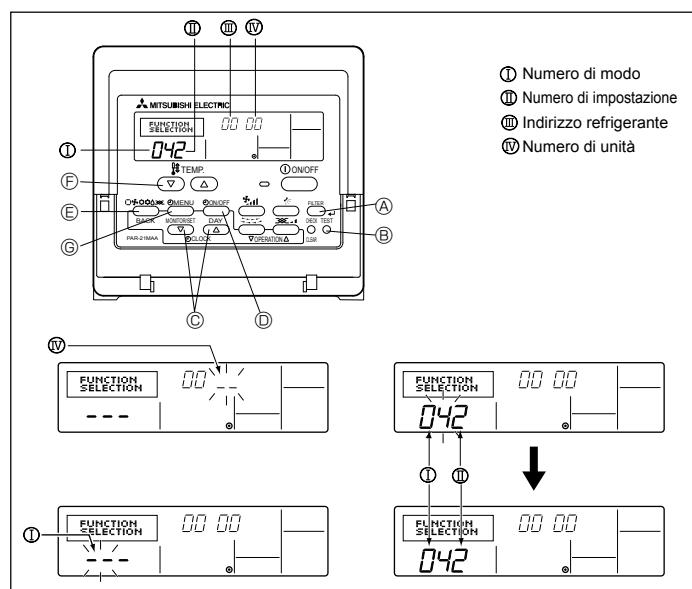 Ⅱ Ⅲ Ⅳ
Ⅰ Numero di modo
Ⅱ Numero di impostazione
Ⅲ Indirizzo refrigerante
Ⅳ Numero di unità
MITSUBISHI ELECTRIC
FUNCTION
SELECTION
00 00
Ⅰ
042
TEMP.
ON/OFF
Ⓕ
Ⓔ
MENU
ON/OFF
FILTER
Ⓐ
BACK
MONITOR/SET
DAY
CHECK
TEST
Ⓖ
PAR-21MAA
CLOCK
OPERATION
CLEAR
Ⓑ
Ⓒ
Ⓓ
Ⅳ
FUNCTION
SELECTION
00 --
---
FUNCTION
SELECTION
00 00
042
Ⅰ Ⅱ
Ⅰ
FUNCTION
SELECTION
00 00
---
FUNCTION
SELECTION
00 00
042